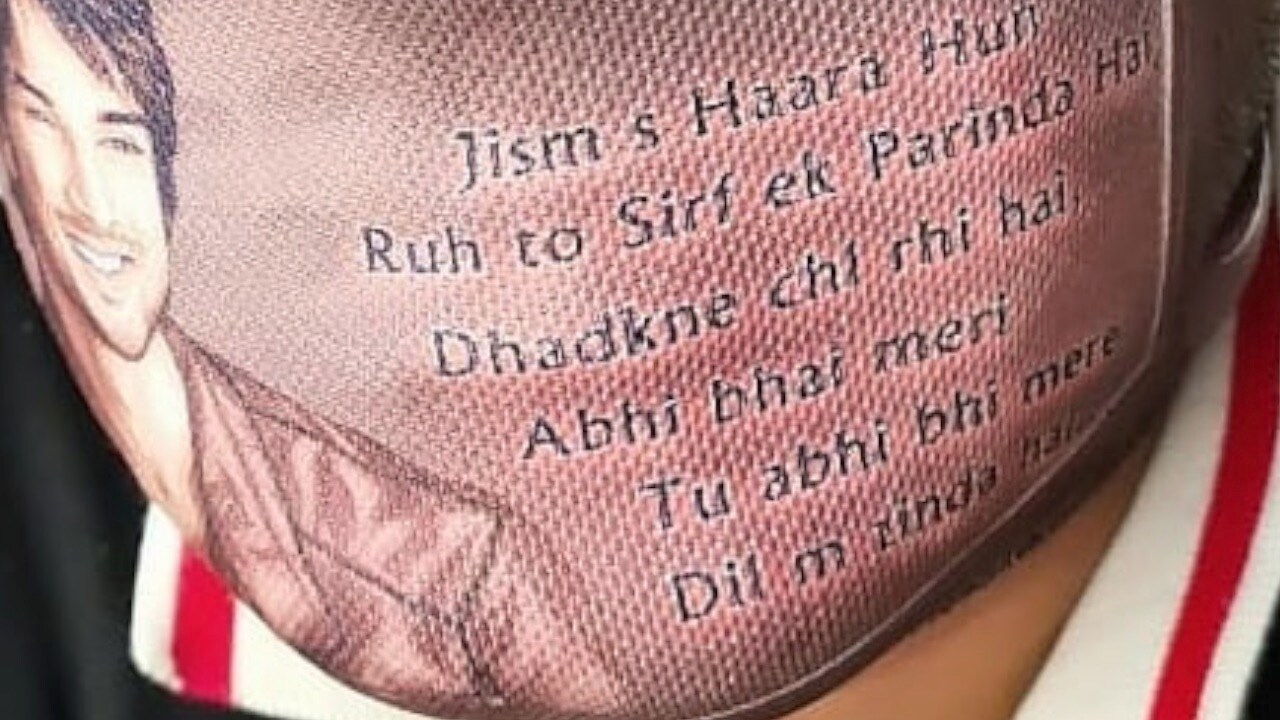 Jism s Haara Hun
Ruh to Sirf ek Parinda Hai
Dhadkne chl rhi hai,
Abhi bhai meri
Tu abhi bhi mere
Dil m zinda hai